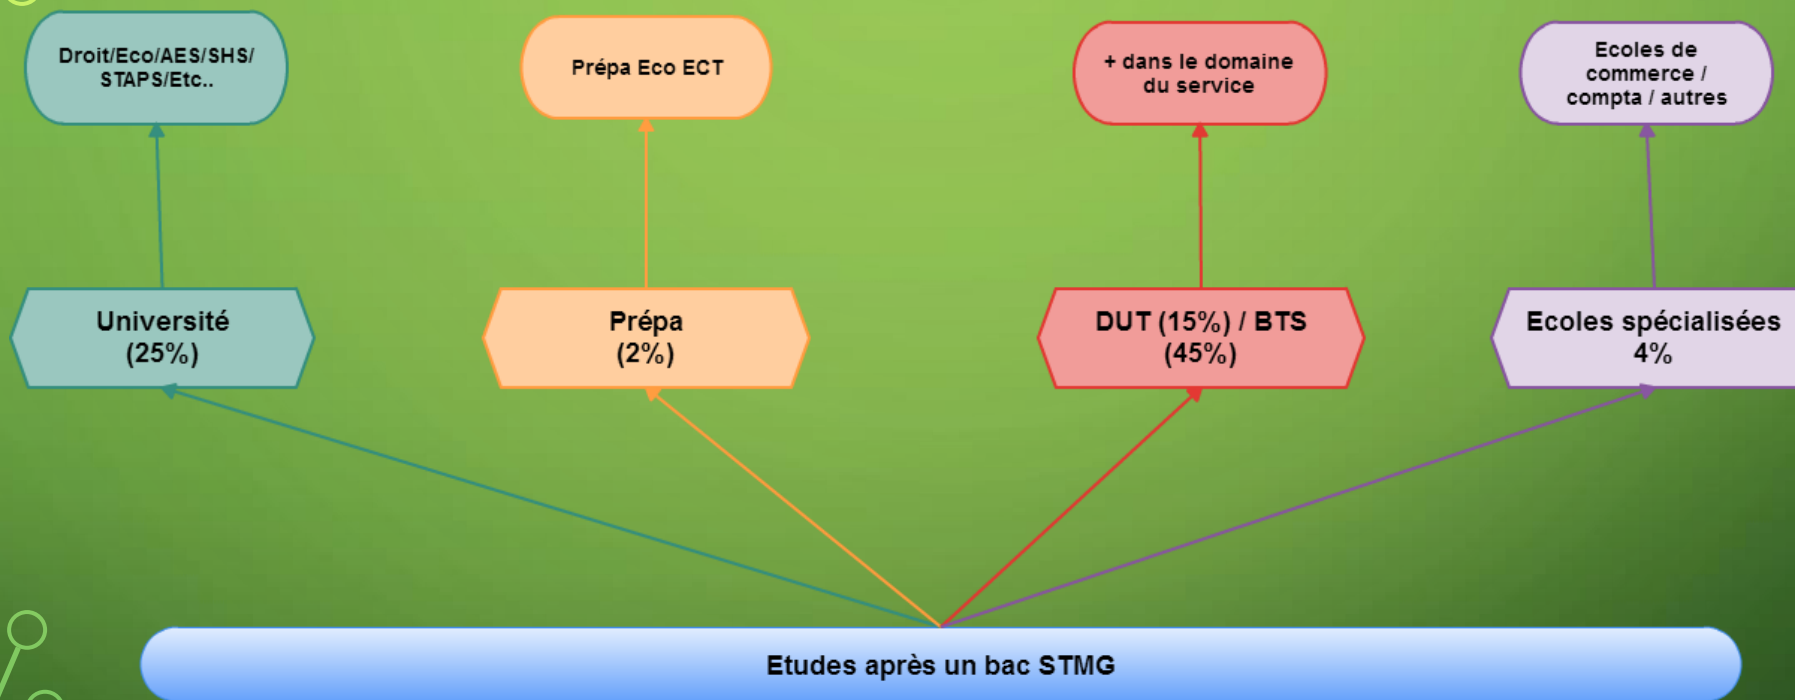 Droit/Eco/AES/SHS/
STAPS/Etc..
Prépa Eco ECT
+ dans le domaine
du service
Ecoles de
commerce /
compta / autres
Université
(25%)
Prépa
(2%)
DUT (15%) / BTS
(45%)
Ecoles spécialisées
4%
Etudes après un bac STMG